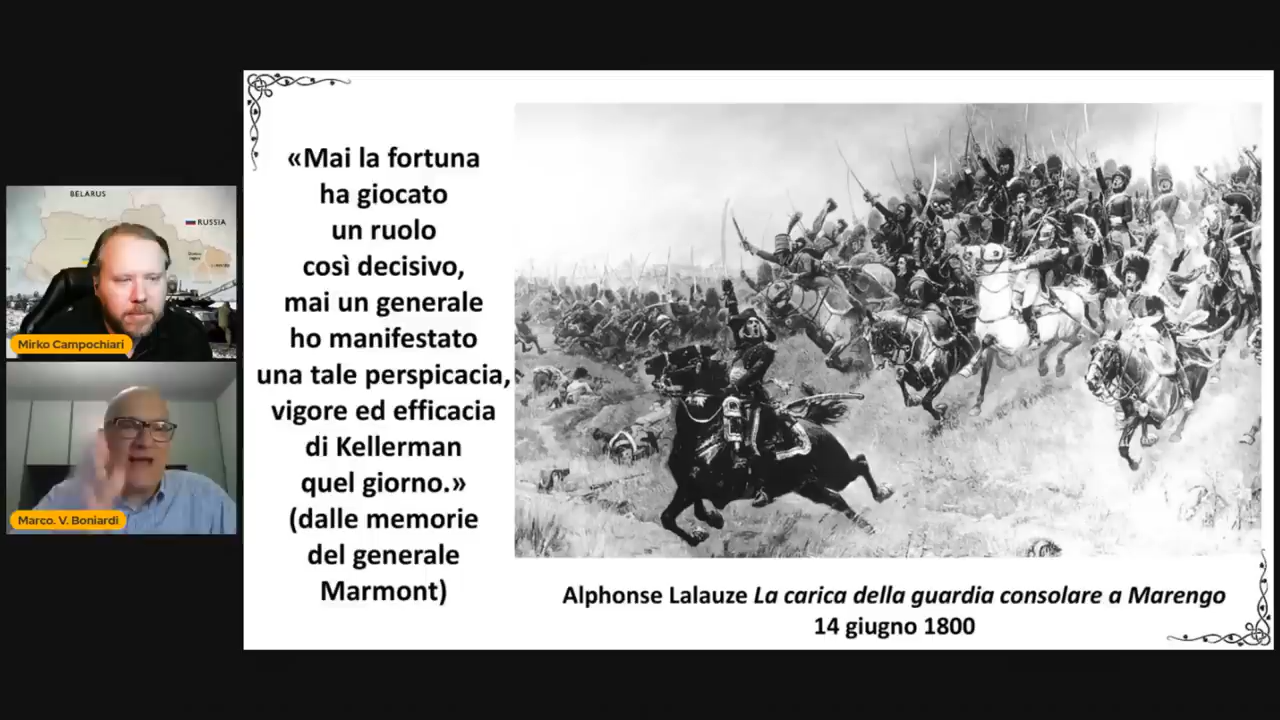 BELARUS
RUSSIA
Mirko Campochiari
Marco. V. Boniardi
«Mai la fortuna
ha giocato
un ruolo
così decisivo,
mai un generale
ho manifestato
una tale perspicacia,
vigore ed efficacia
di Kellerman
quel giorno.»
(dalle memorie
del generale
Marmont)
Alphonse Lalauze La carica della guardia consolare a Marengo
14 giugno 1800